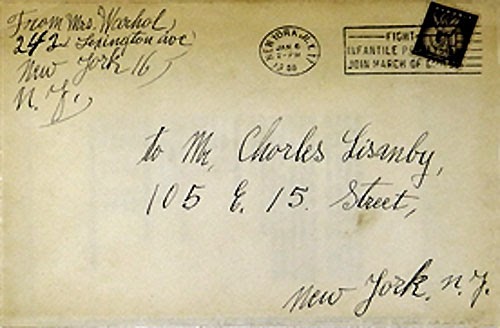 From Mrs. Warhol,
242 Lexington ave
New York 16,
N. Y.,
NEW YORK, N.Y.
JAN 6
PM
FIGHT
INFANTILE
JOIN MARCH OF
to Mr. Charles Lisanby,
105 E. 15. Street,
New York. N.Y.